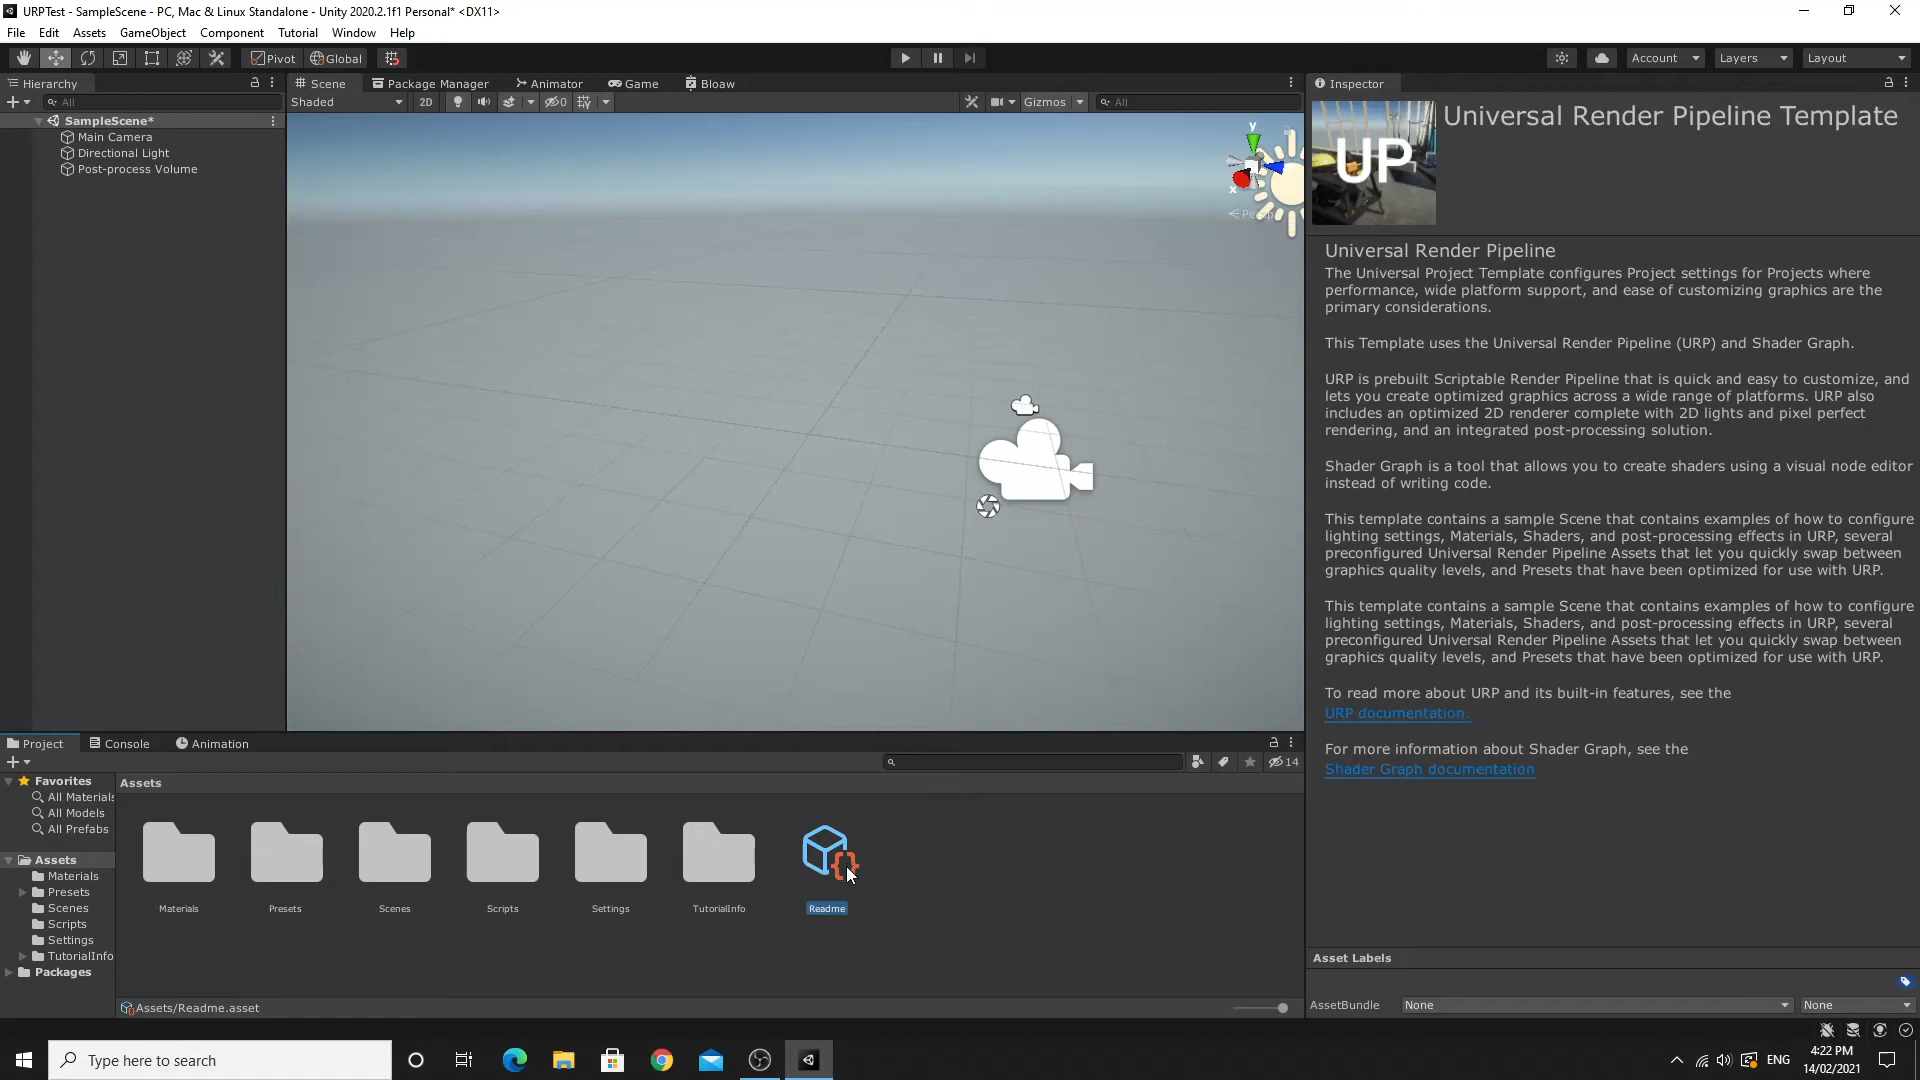 URPTest - SampleScene - PC, Mac & Linux Standalone - Unity 2020.2.1f1 Personal* <DX11>
File Edit Assets GameObject Component Tutorial Window Help
Pivot Global Account Layers Layout
Hierarchy
All
SampleScene*
Main Camera
Directional Light
Post-process Volume
Scene Package Manager Animator Game Bloaw
Shaded 2D 0 Gizmos All
y
x
Inspector
UP
Universal Render Pipeline Template
Universal Render Pipeline
The Universal Project Template configures Project settings for Projects where
performance, wide platform support, and ease of customizing graphics are the
primary considerations.
This Template uses the Universal Render Pipeline (URP) and Shader Graph.
URP is prebuilt Scriptable Render Pipeline that is quick and easy to customize, and
lets you create optimized graphics across a wide range of platforms. URP also
includes an optimized 2D renderer complete with 2D lights and pixel perfect
rendering, and an integrated post-processing solution.
Shader Graph is a tool that allows you to create shaders using a visual node editor
instead of writing code.
This template contains a sample Scene that contains examples of how to configure
lighting settings, Materials, Shaders, and post-processing effects in URP, several
preconfigured Universal Render Pipeline Assets that let you quickly swap between
graphics quality levels, and Presets that have been optimized for use with URP.
This template contains a sample Scene that contains examples of how to configure
lighting settings, Materials, Shaders, and post-processing effects in URP, several
preconfigured Universal Render Pipeline Assets that let you quickly swap between
graphics quality levels, and Presets that have been optimized for use with URP.
To read more about URP and its built-in features, see the
URP documentation.
For more information about Shader Graph, see the
Shader Graph documentation
Asset Labels
AssetBundle None None
Project Console Animation
14
Favorites
All Materials
All Models
All Prefabs
Assets
Materials
Presets
Scenes
Scripts
Settings
TutorialInfo
Packages
Assets
Materials Presets Scenes Scripts Settings TutorialInfo Readme
Assets/Readme.asset
Type here to search
ENG
4:22 PM
14/02/2021